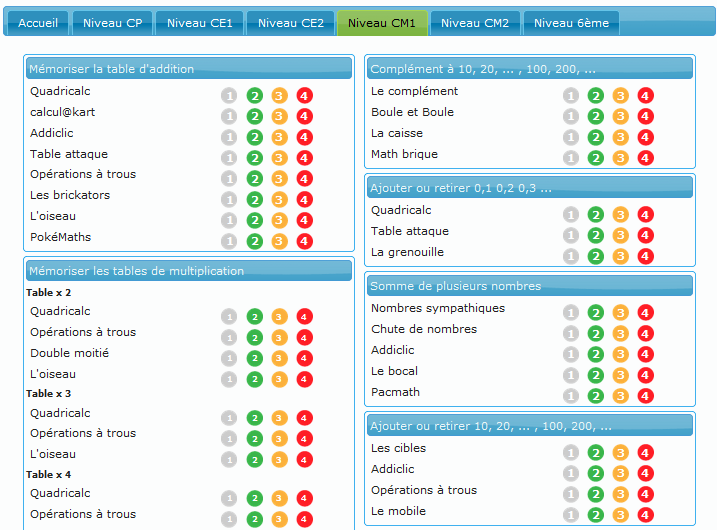 Accueil Niveau CP Niveau CE1 Niveau CE2 Niveau CM1 Niveau CM2 Niveau 6ème
Mémoriser la table d'addition
Quadricalc 1 2 3 4
calcul@kart 1 2 3 4
Addiclic 1 2 3 4
Table attaque 1 2 3 4
Opérations à trous 1 2 3 4
Les brickators 1 2 3 4
L'oiseau 1 2 3 4
PokéMaths 1 2 3 4
Mémoriser les tables de multiplication
Table x 2
Quadricalc 1 2 3 4
Opérations à trous 1 2 3 4
Double moitié 1 2 3 4
L'oiseau 1 2 3 4
Table x 3
Quadricalc 1 2 3 4
Opérations à trous 1 2 3 4
L'oiseau 1 2 3 4
Table x 4
Quadricalc 1 2 3 4
Opérations à trous 1 2 3 4
Complément à 10, 20, ... , 100, 200, ...
Le complément 1 2 3 4
Boule et Boule 1 2 3 4
La caisse 1 2 3 4
Math brique 1 2 3 4
Ajouter ou retirer 0,1 0,2 0,3 ...
Quadricalc 1 2 3 4
Table attaque 1 2 3 4
La grenouille 1 2 3 4
Somme de plusieurs nombres
Nombres sympathiques 1 2 3 4
Chute de nombres 1 2 3 4
Addiclic 1 2 3 4
Le bocal 1 2 3 4
Pacmath 1 2 3 4
Ajouter ou retirer 10, 20, ... , 100, 200, ...
Les cibles 1 2 3 4
Addiclic 1 2 3 4
Opérations à trous 1 2 3 4
Le mobile 1 2 3 4